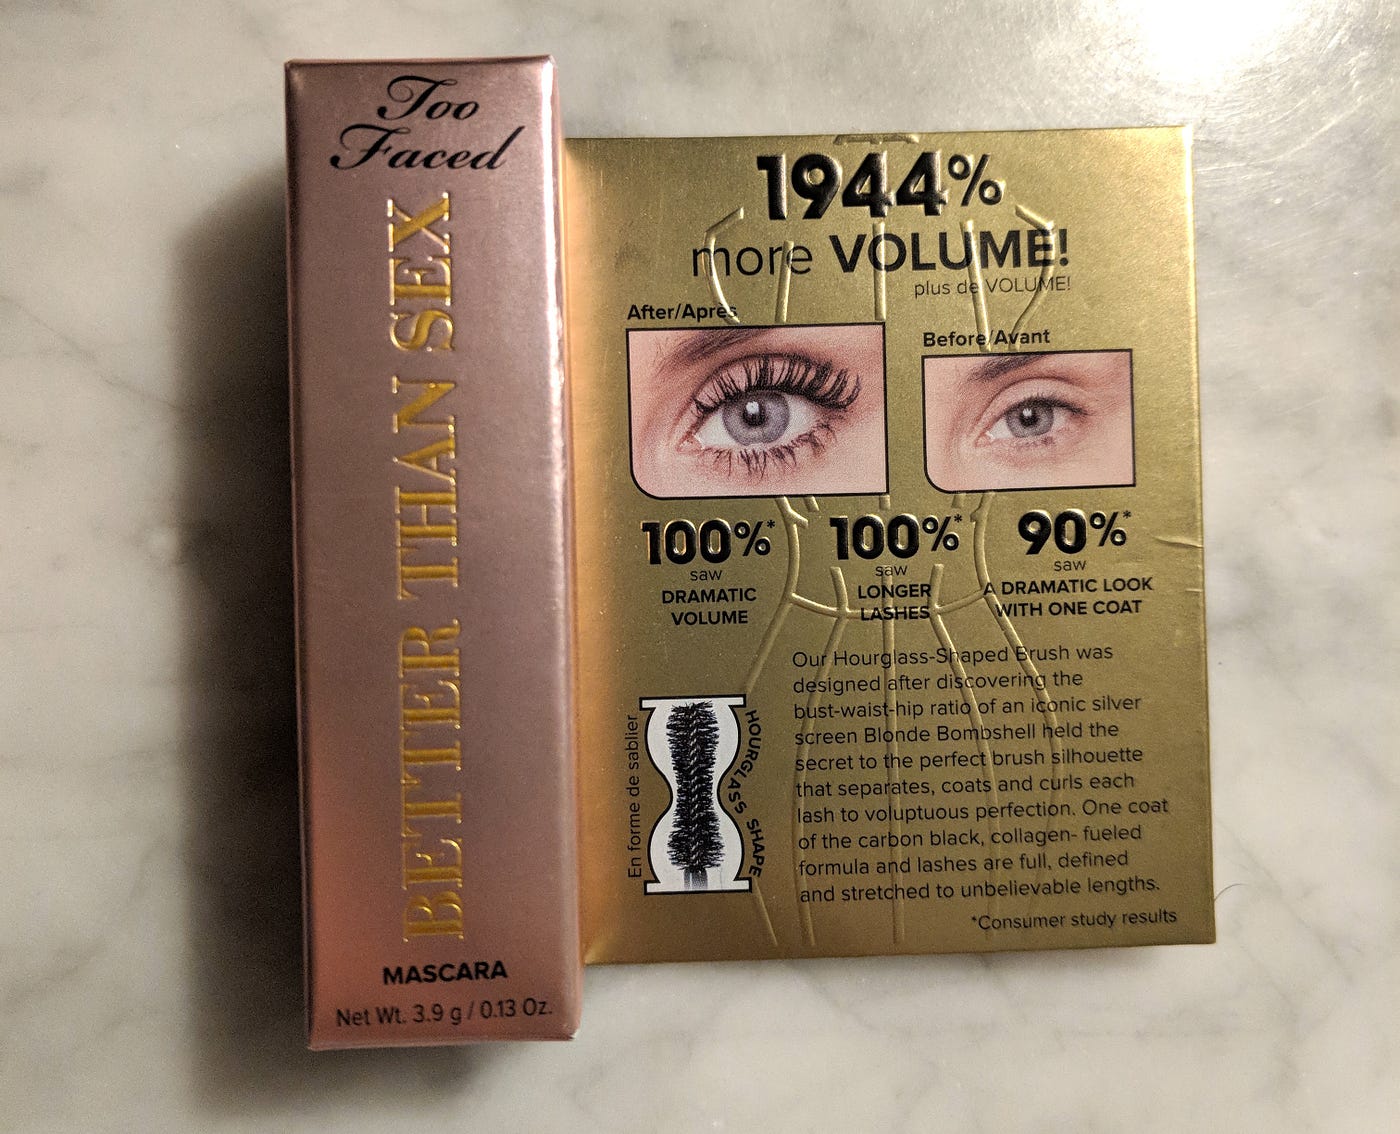 Too
Faced
BETTER THAN SEX
MASCARA
Net Wt. 3.9 g / 0.13 Oz.
1944%
more VOLUME!
plus de VOLUME!
After/Après
Before/Avant
100%*
saw
DRAMATIC
VOLUME
100%*
saw
LONGER
LASHES
90%*
saw
A DRAMATIC LOOK
WITH ONE COAT
En forme de sablier
HOURGLASS SHAPE
Our Hourglass-Shaped Brush was
designed after discovering the
bust-waist-hip ratio of an iconic silver
screen Blonde Bombshell held the
secret to the perfect brush silhouette
that separates, coats and curls each
lash to voluptuous perfection. One coat
of the carbon black, collagen- fueled
formula and lashes are full, defined
and stretched to unbelievable lengths.
*Consumer study results